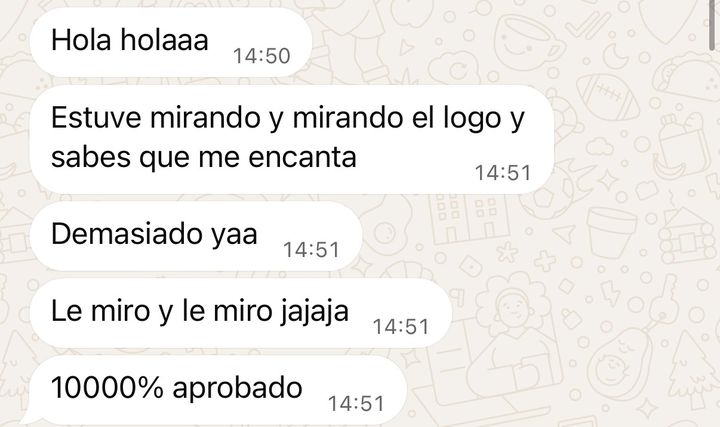 Hola holaaa 14:50
Estuve mirando y mirando el logo y
sabes que me encanta 14:51
Demasiado yaa 14:51
Le miro y le miro jajaja 14:51
10000% aprobado 14:51